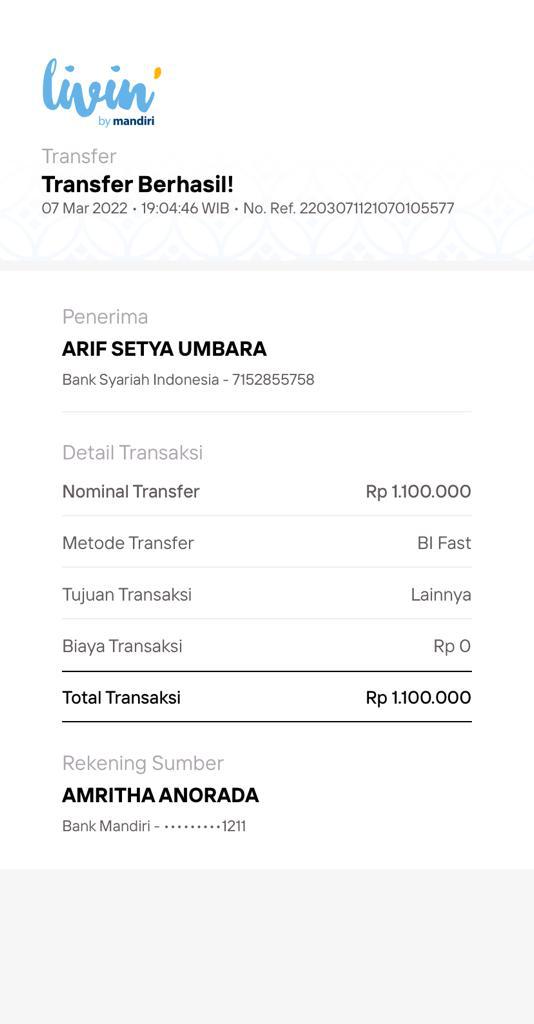 livin'
by mandiri
Transfer
Transfer Berhasil!
07 Mar 2022 • 19:04:46 WIB • No. Ref. 2203071121070105577
Penerima
ARIF SETYA UMBARA
Bank Syariah Indonesia - 7152855758
Detail Transaksi
Nominal Transfer Rp 1.100.000
Metode Transfer BI Fast
Tujuan Transaksi Lainnya
Biaya Transaksi Rp 0
Total Transaksi Rp 1.100.000
Rekening Sumber
AMRITHA ANORADA
Bank Mandiri - •••••••••1211